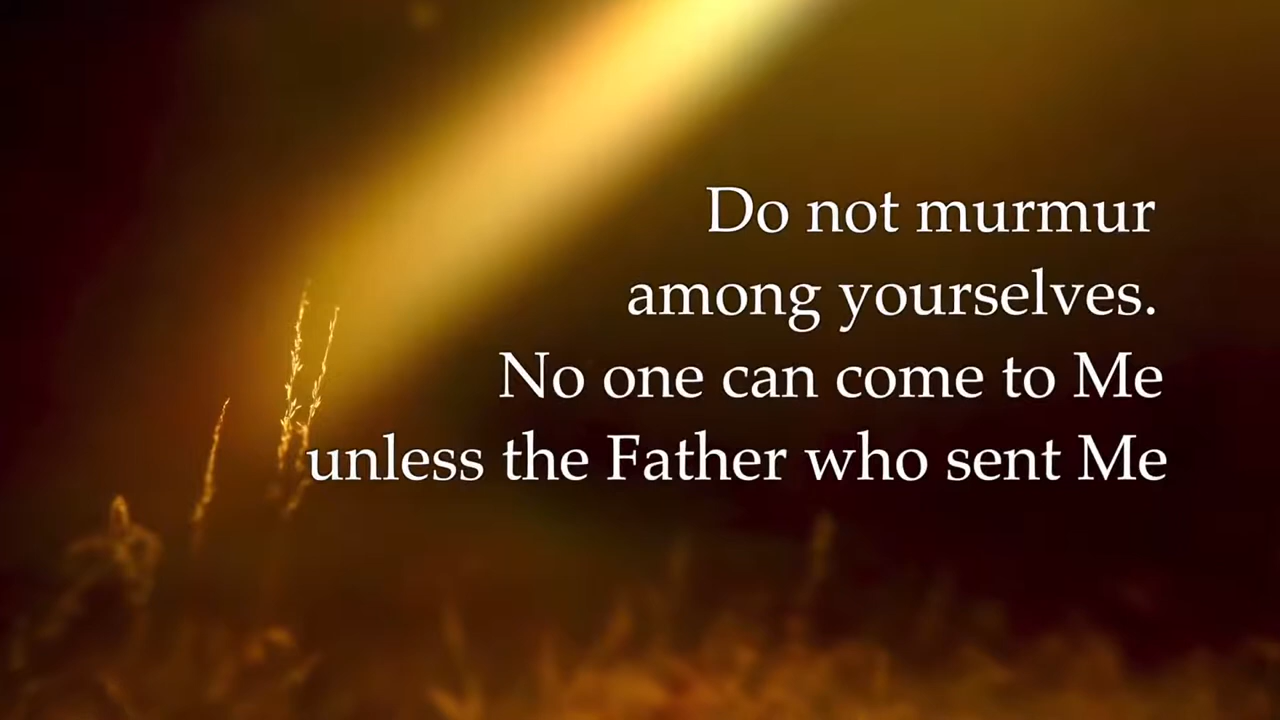 Do not murmur
among yourselves.
No one can come to Me
unless the Father who sent Me